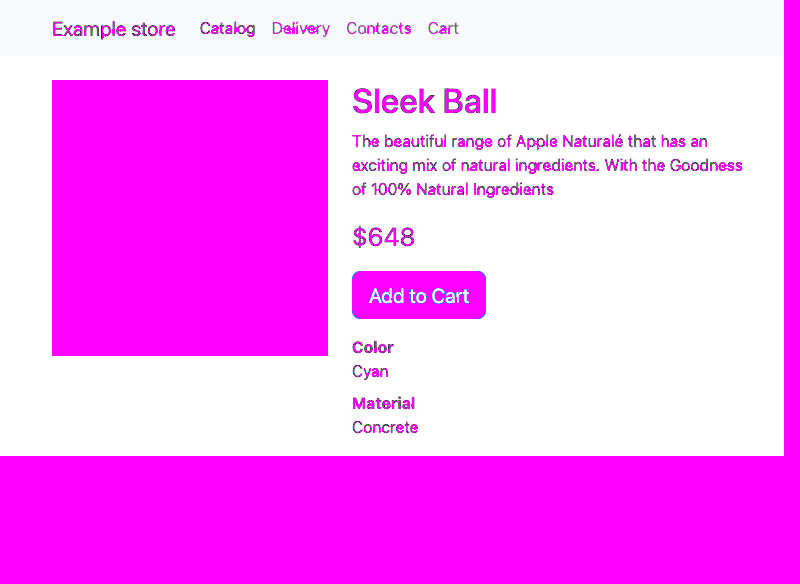 Example store Catalog Delivery Contacts Cart
Sleek Ball
The beautiful range of Apple Naturalé that has an
exciting mix of natural ingredients. With the Goodness
of 100% Natural Ingredients
$648
Add to Cart
Color
Cyan
Material
Concrete